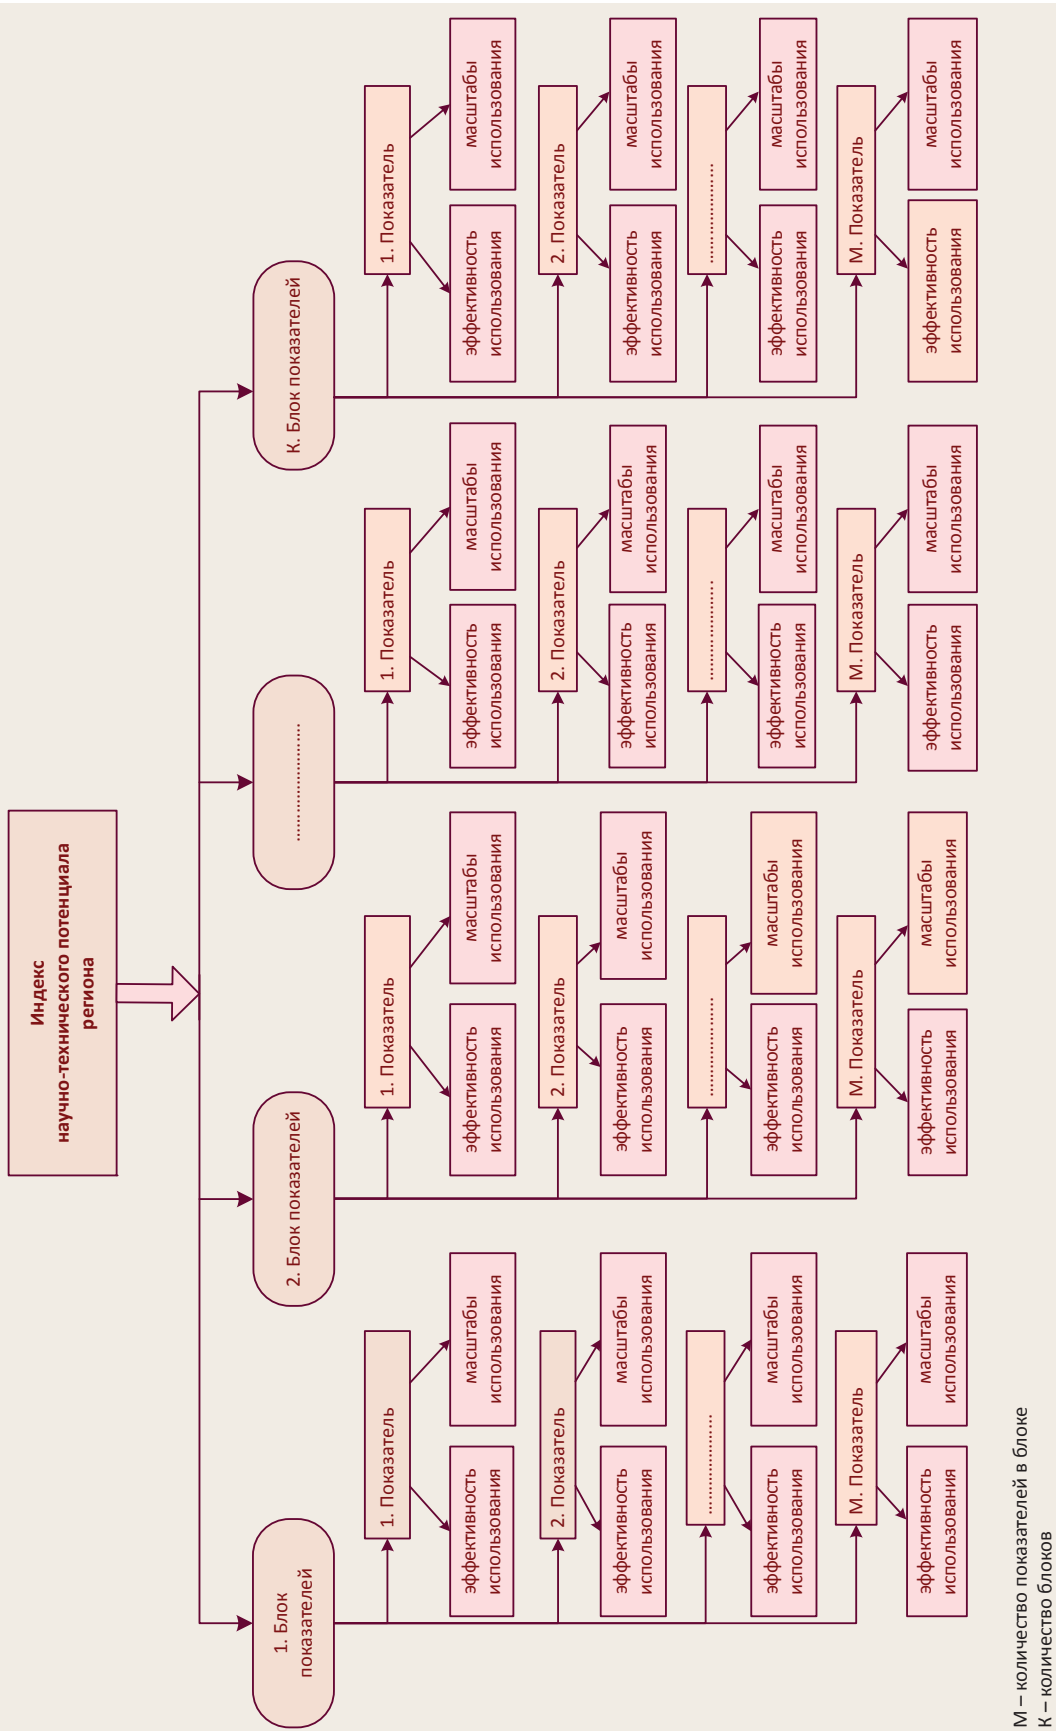 Индекс
научно-технического потенциала
региона
1. Блок
показателей
2. Блок показателей
........................
К. Блок показателей
1. Показатель
эффективность
использования
масштабы
использования
2. Показатель
эффективность
использования
масштабы
использования
....................
эффективность
использования
масштабы
использования
М. Показатель
эффективность
использования
масштабы
использования
1. Показатель
эффективность
использования
масштабы
использования
2. Показатель
эффективность
использования
масштабы
использования
....................
эффективность
использования
масштабы
использования
М. Показатель
эффективность
использования
масштабы
использования
1. Показатель
эффективность
использования
масштабы
использования
2. Показатель
эффективность
использования
масштабы
использования
....................
эффективность
использования
масштабы
использования
М. Показатель
эффективность
использования
масштабы
использования
1. Показатель
эффективность
использования
масштабы
использования
2. Показатель
эффективность
использования
масштабы
использования
....................
эффективность
использования
масштабы
использования
М. Показатель
эффективность
использования
масштабы
использования
М – количество показателей в блоке
К – количество блоков